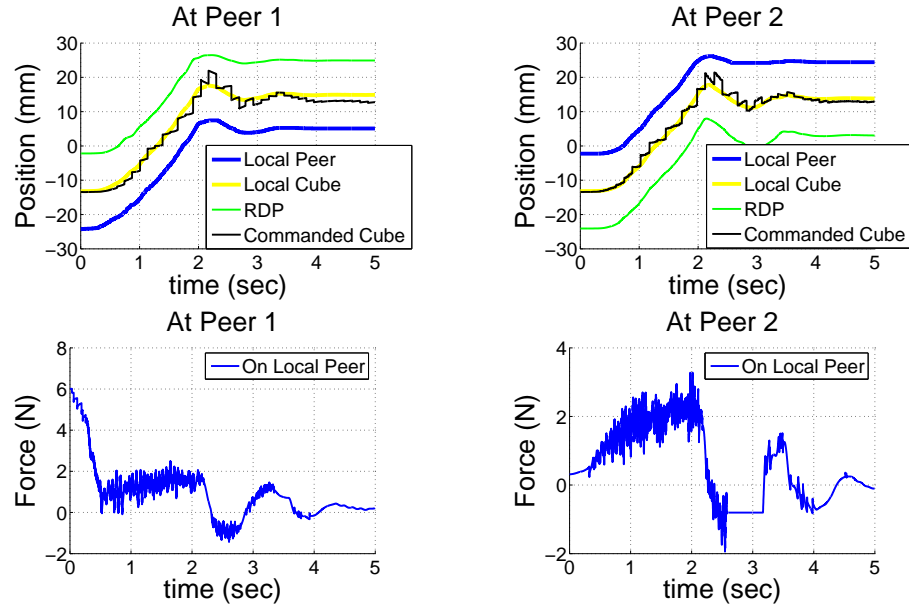 At Peer 1
Position (mm)
30
20
10
0
−10
−20
−30
0 1 2 3 4 5
time (sec)
Local Peer
Local Cube
RDP
Commanded Cube
At Peer 2
Position (mm)
30
20
10
0
−10
−20
−30
0 1 2 3 4 5
time (sec)
Local Peer
Local Cube
RDP
Commanded Cube
At Peer 1
Force (N)
8
6
4
2
0
−2
0 1 2 3 4 5
time (sec)
On Local Peer
At Peer 2
Force (N)
4
2
0
−2
0 1 2 3 4 5
time (sec)
On Local Peer